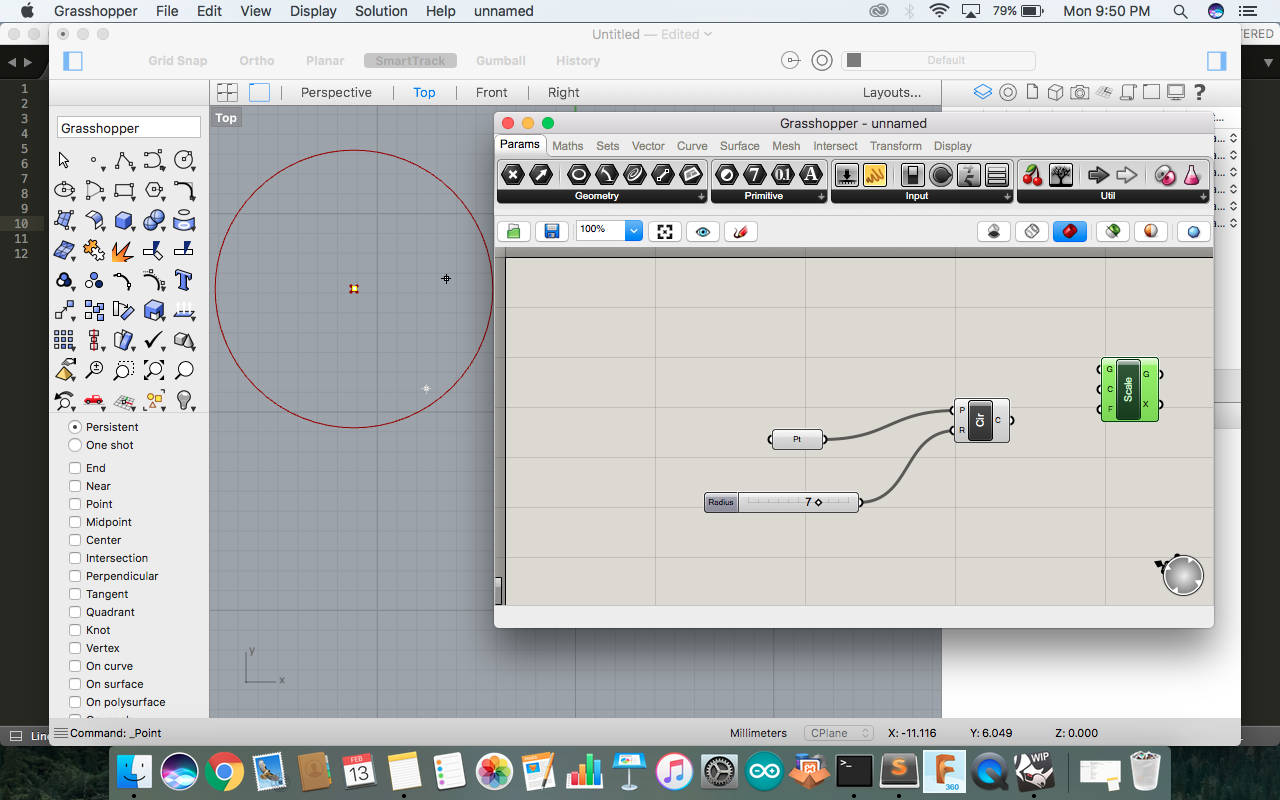 Grasshopper File Edit View Display Solution Help unnamed 79% Mon 9:50 PM
Untitled — Edited
ERED
Grid Snap Ortho Planar SmartTrack Gumball History Default
Perspective Top Front Right Layouts...
1
2
3
4
5
6
7
8
9
10
11
12
Grasshopper
Top
Grasshopper - unnamed
Params Maths Sets Vector Curve Surface Mesh Intersect Transform Display
Geometry Primitive Input Util
100%
G
C
F
Scale
G
X
P
R
Cir
C
Pt
Radius 7
Persistent
One shot
End
Near
Point
Midpoint
Center
Intersection
Perpendicular
Tangent
Quadrant
Knot
Vertex
On curve
On surface
On polysurface
y
x
Command: _Point Millimeters CPlane X: -11.116 Y: 6.049 Z: 0.000
FEB
13
360
WIP